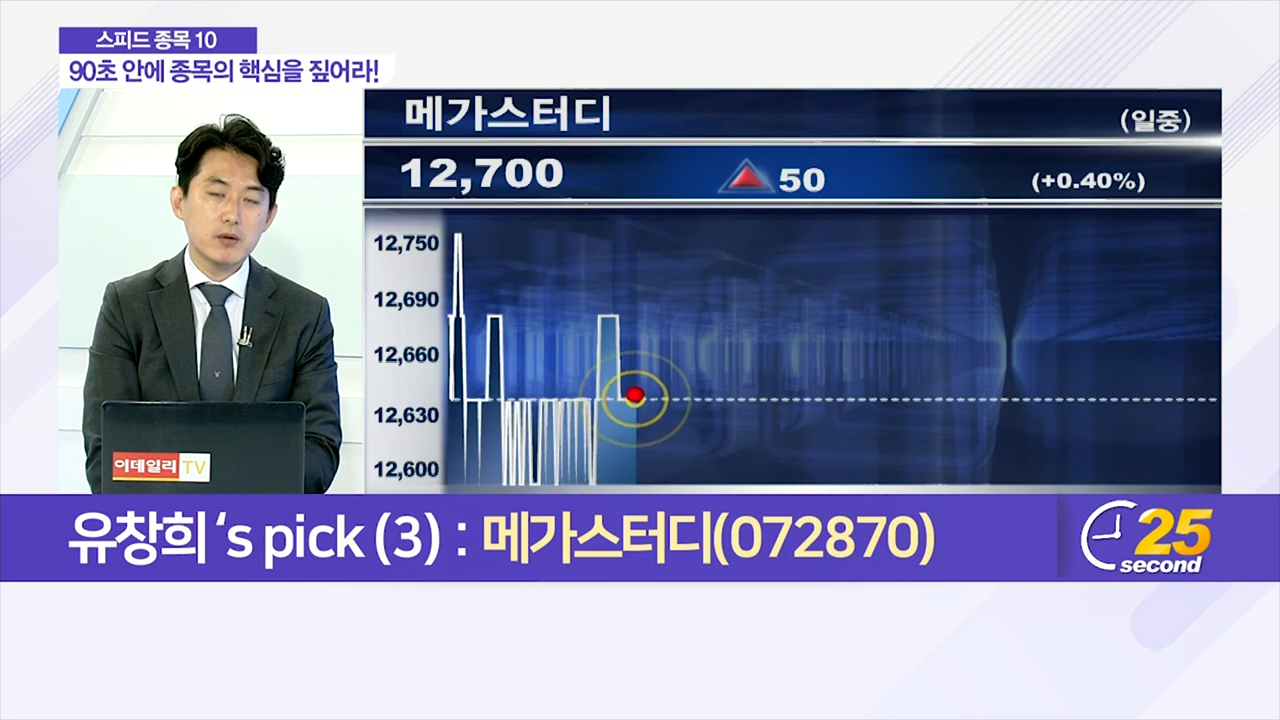 스피드 종목 10
90초 안에 종목의 핵심을 짚어라!
메가스터디
(일중)
12,700
50
(+0.40%)
12,750
12,690
12,660
12,630
12,600
이데일리 TV
유창희 ‘s pick (3) : 메가스터디(072870)
25
second